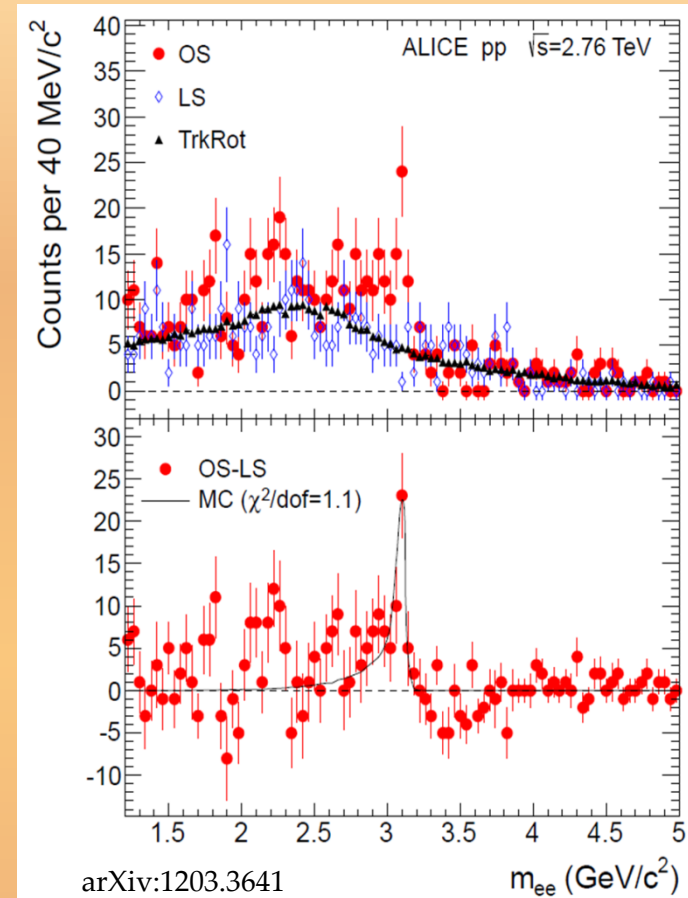 Counts per 40 MeV/c²
40
35
30
25
20
15
10
5
0
OS
LS
TrkRot
ALICE pp √s=2.76 TeV
30
25
20
15
10
5
0
-5
-10
OS-LS
MC (χ²/dof=1.1)
1.5 2 2.5 3 3.5 4 4.5 5
arXiv:1203.3641
m_ee (GeV/c²)